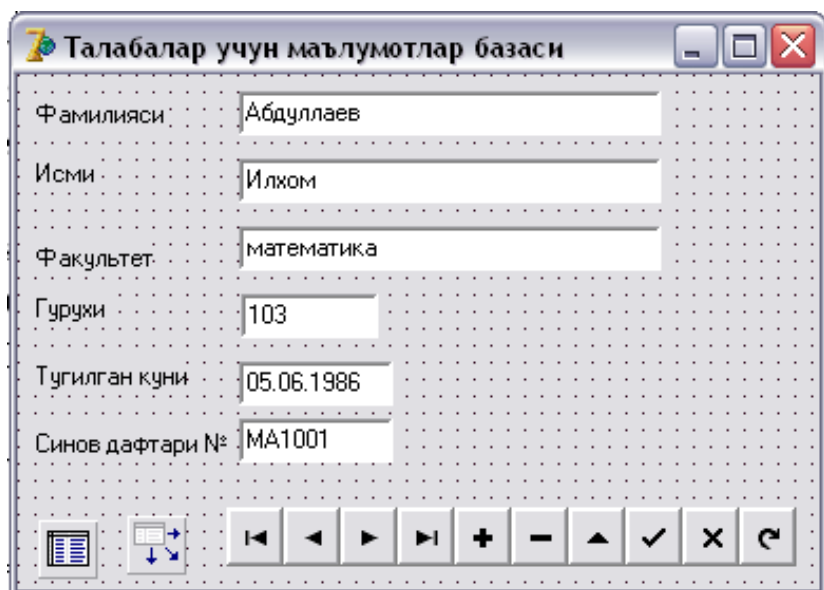 Талабалар учун маълумотлар базаси
Фамилияси Абдуллаев
Исми Илхом
Факультет математика
Гурухи 103
Тугилган куни 05.06.1986
Синов дафтари № МА1001